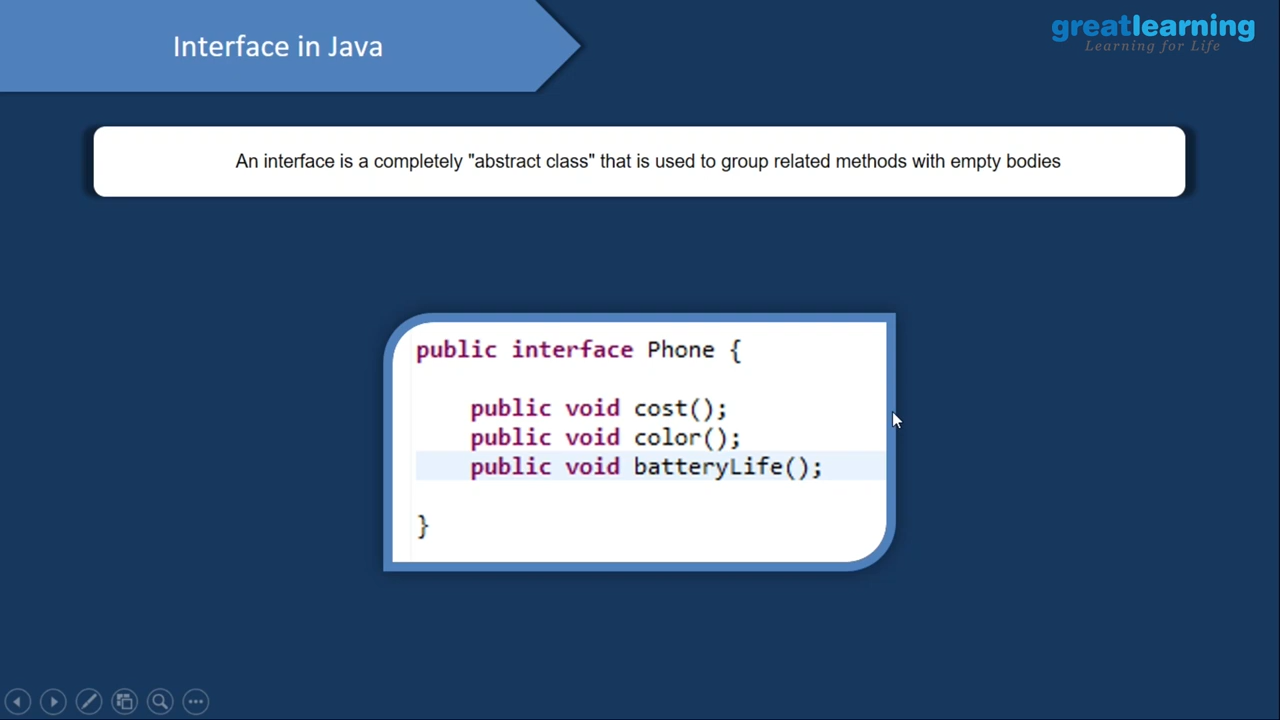 Interface in Java
greatlearning
Learning for Life
An interface is a completely "abstract class" that is used to group related methods with empty bodies
public interface Phone {
public void cost();
public void color();
public void batteryLife();
}